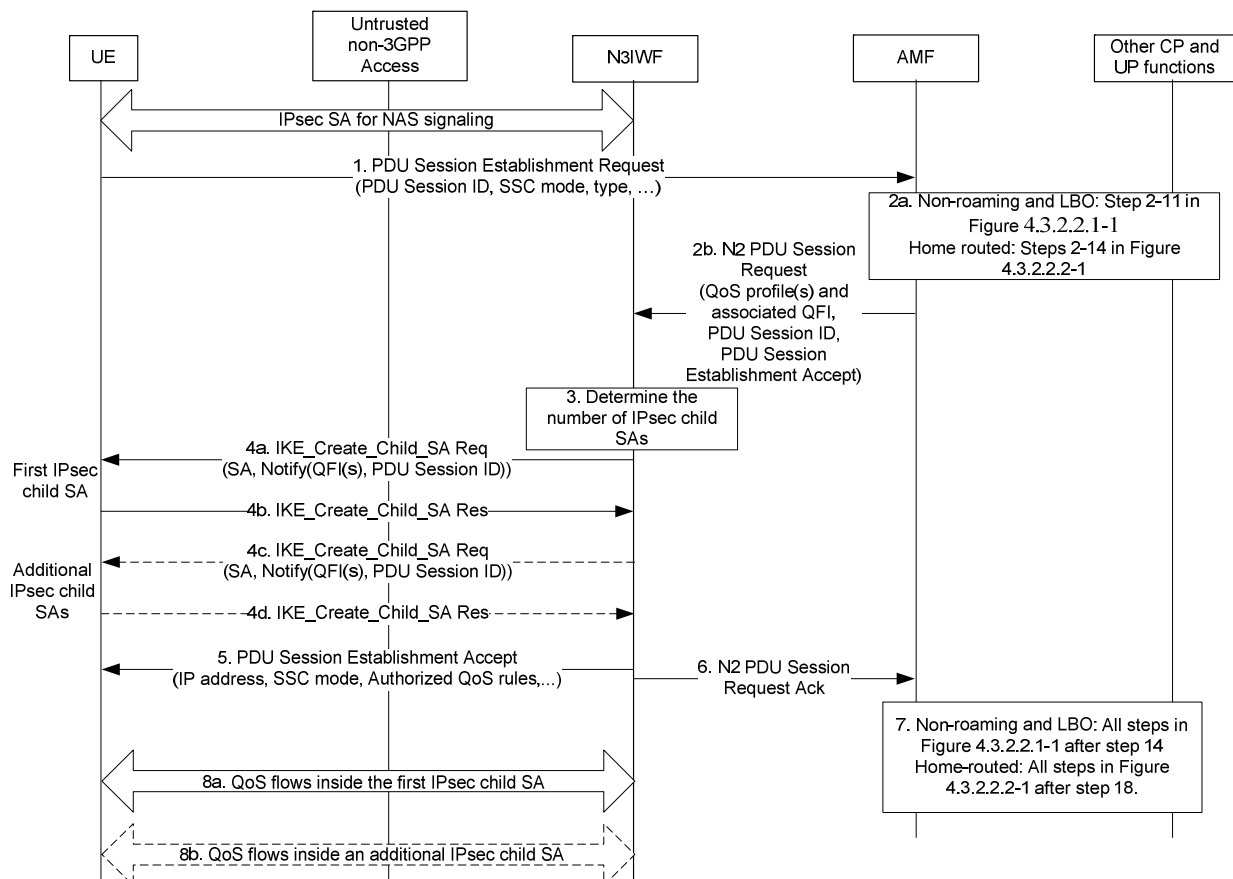 UE
Untrusted
non-3GPP
Access
N3IWF
AMF
Other CP and
UP functions
IPsec SA for NAS signaling
1. PDU Session Establishment Request
(PDU Session ID, SSC mode, type, …)
2a. Non-roaming and LBO: Step 2-11 in
Figure 4.3.2.2.1-1
Home routed: Steps 2-14 in Figure
4.3.2.2.2-1
2b. N2 PDU Session
Request
(QoS profile(s) and
associated QFI,
PDU Session ID,
PDU Session
Establishment Accept)
3. Determine the
number of IPsec child
SAs
First IPsec
child SA
4a. IKE_Create_Child_SA Req
(SA, Notify(QFI(s), PDU Session ID))
4b. IKE_Create_Child_SA Res
Additional
IPsec child
SAs
4c. IKE_Create_Child_SA Req
(SA, Notify(QFI(s), PDU Session ID))
4d. IKE_Create_Child_SA Res
5. PDU Session Establishment Accept
(IP address, SSC mode, Authorized QoS rules,...)
6. N2 PDU Session
Request Ack
7. Non-roaming and LBO: All steps in
Figure 4.3.2.2.1-1 after step 14
Home-routed: All steps in Figure
4.3.2.2.2-1 after step 18.
8a. QoS flows inside the first IPsec child SA
8b. QoS flows inside an additional IPsec child SA